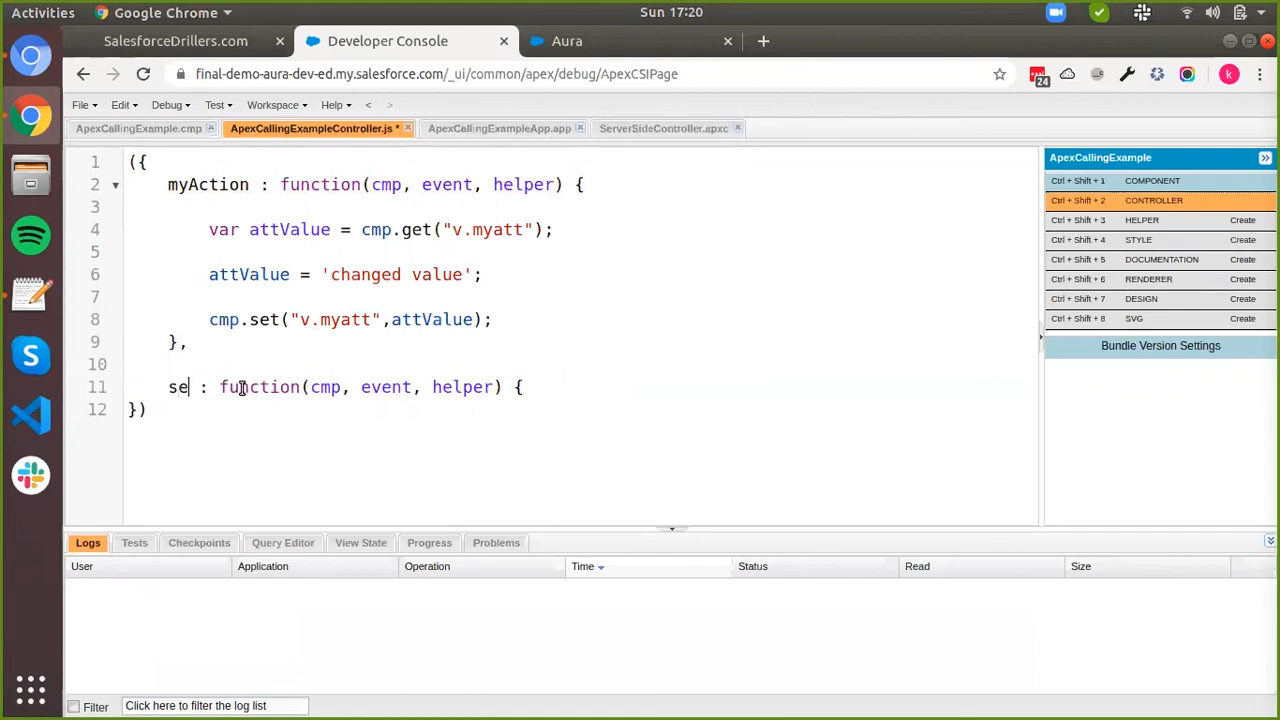 Activities Google Chrome Sun 17:20
SalesforceDrillers.com Developer Console Aura
final-demo-aura-dev-ed.my.salesforce.com/_ui/common/apex/debug/ApexCSIPage 24 k
File Edit Debug Test Workspace Help < >
ApexCallingExample.cmp ApexCallingExampleController.js * ApexCallingExampleApp.app ServerSideController.apxc
1 ({
2 myAction : function(cmp, event, helper) {
3
4 var attValue = cmp.get("v.myatt");
5
6 attValue = 'changed value';
7
8 cmp.set("v.myatt",attValue);
9 },
10
11 se : function(cmp, event, helper) {
12 })
ApexCallingExample
Ctrl + Shift + 1 COMPONENT
Ctrl + Shift + 2 CONTROLLER
Ctrl + Shift + 3 HELPER Create
Ctrl + Shift + 4 STYLE Create
Ctrl + Shift + 5 DOCUMENTATION Create
Ctrl + Shift + 6 RENDERER Create
Ctrl + Shift + 7 DESIGN Create
Ctrl + Shift + 8 SVG Create
Bundle Version Settings
Logs Tests Checkpoints Query Editor View State Progress Problems
User Application Operation Time Status Read Size
Filter Click here to filter the log list